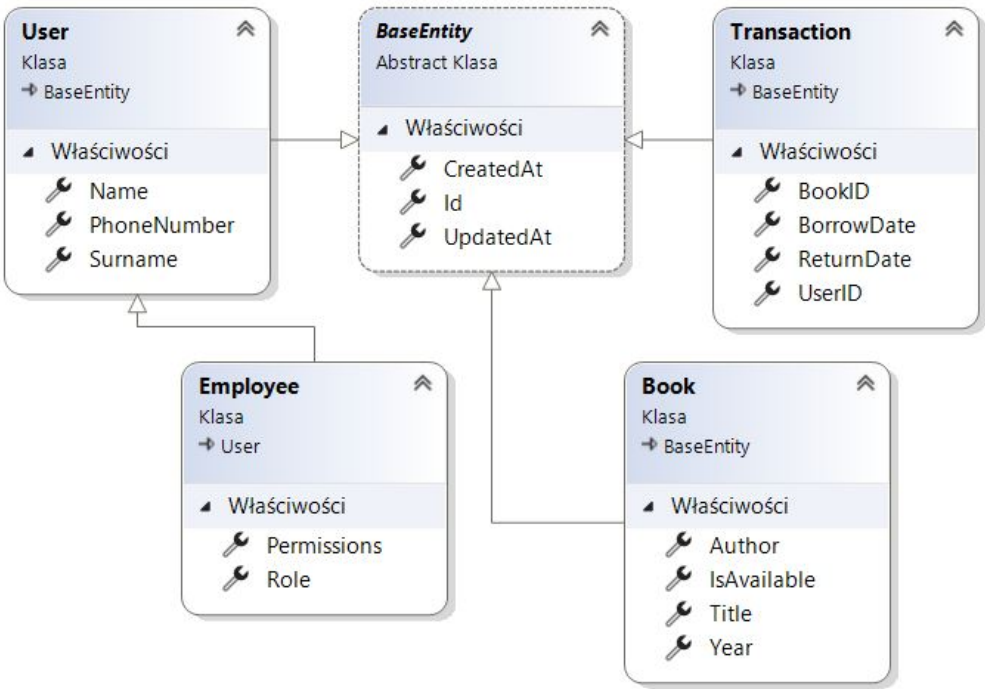 User
Klasa
BaseEntity
Właściwości
Name
PhoneNumber
Surname
BaseEntity
Abstract Klasa
Właściwości
CreatedAt
Id
UpdatedAt
Transaction
Klasa
BaseEntity
Właściwości
BookID
BorrowDate
ReturnDate
UserID
Employee
Klasa
User
Właściwości
Permissions
Role
Book
Klasa
BaseEntity
Właściwości
Author
IsAvailable
Title
Year